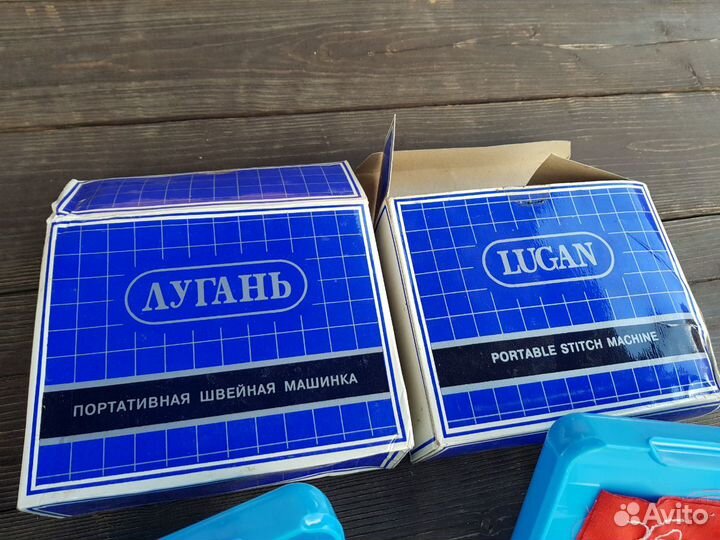 ЛУГАНЬ
ПОРТАТИВНАЯ ШВЕЙНАЯ МАШИНКА
LUGAN
PORTABLE STITCH MACHINE
Avito